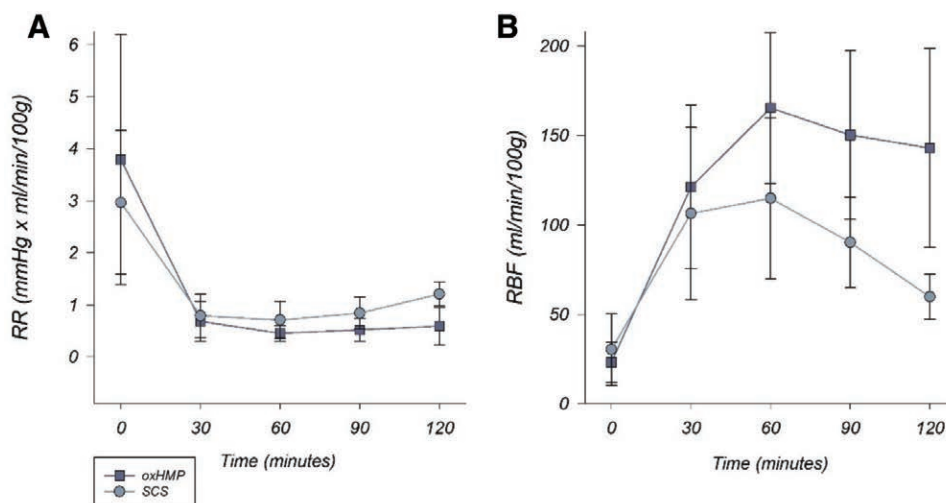 A
RR (mmHg x ml/min/100g)
6
5
4
3
2
1
0
0 30 60 90 120
Time (minutes)
oxHMP
SCS
B
RBF (ml/min/100g)
200
150
100
50
0
0 30 60 90 120
Time (minutes)